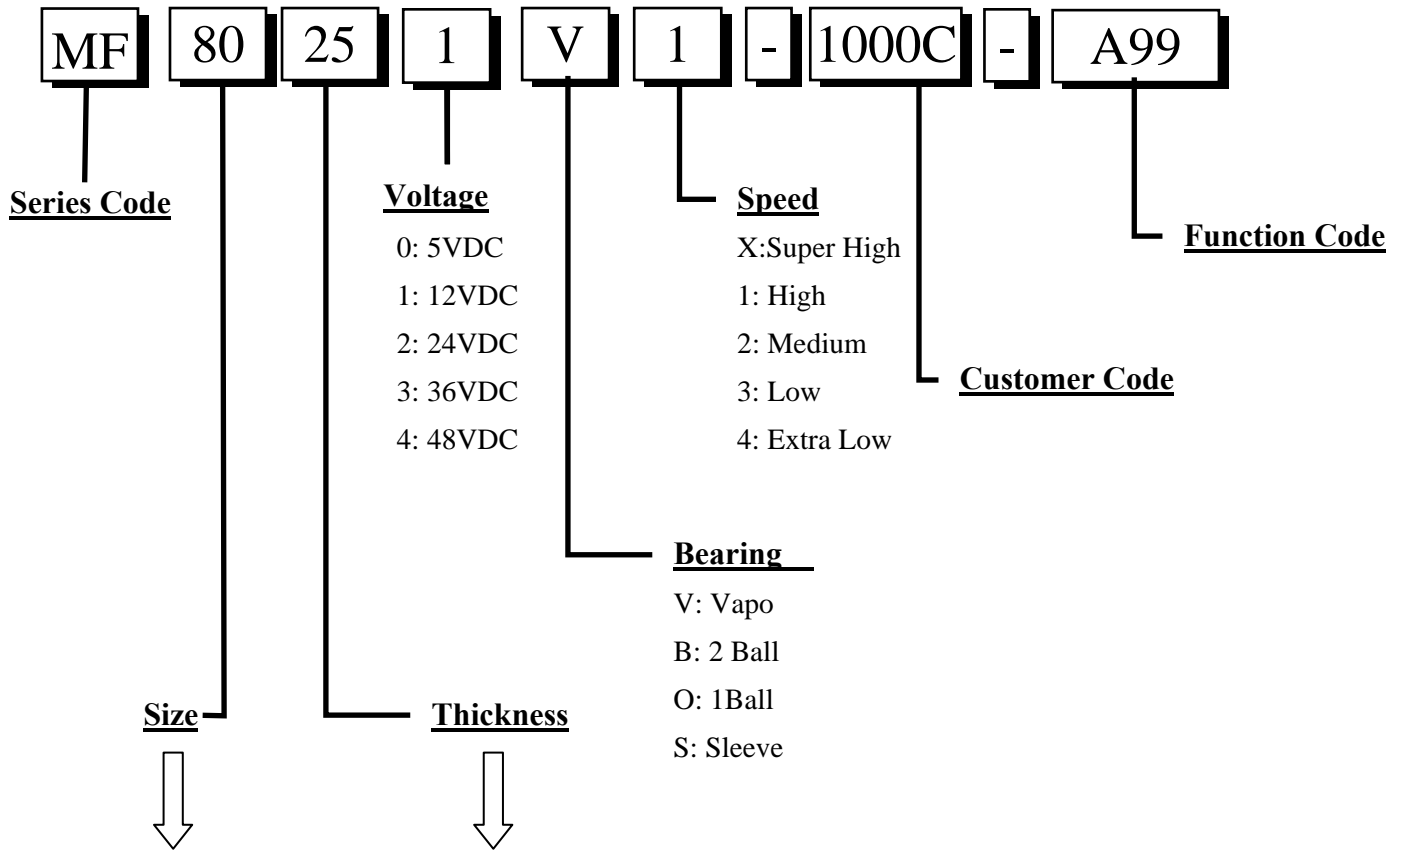 MF 80 25 1 V 1 - 1000C - A99
Series Code
Voltage
0: 5VDC
1: 12VDC
2: 24VDC
3: 36VDC
4: 48VDC
Speed
X:Super High
1: High
2: Medium
3: Low
4: Extra Low
Function Code
Customer Code
Bearing
V: Vapo
B: 2 Ball
O: 1Ball
S: Sleeve
Size
Thickness